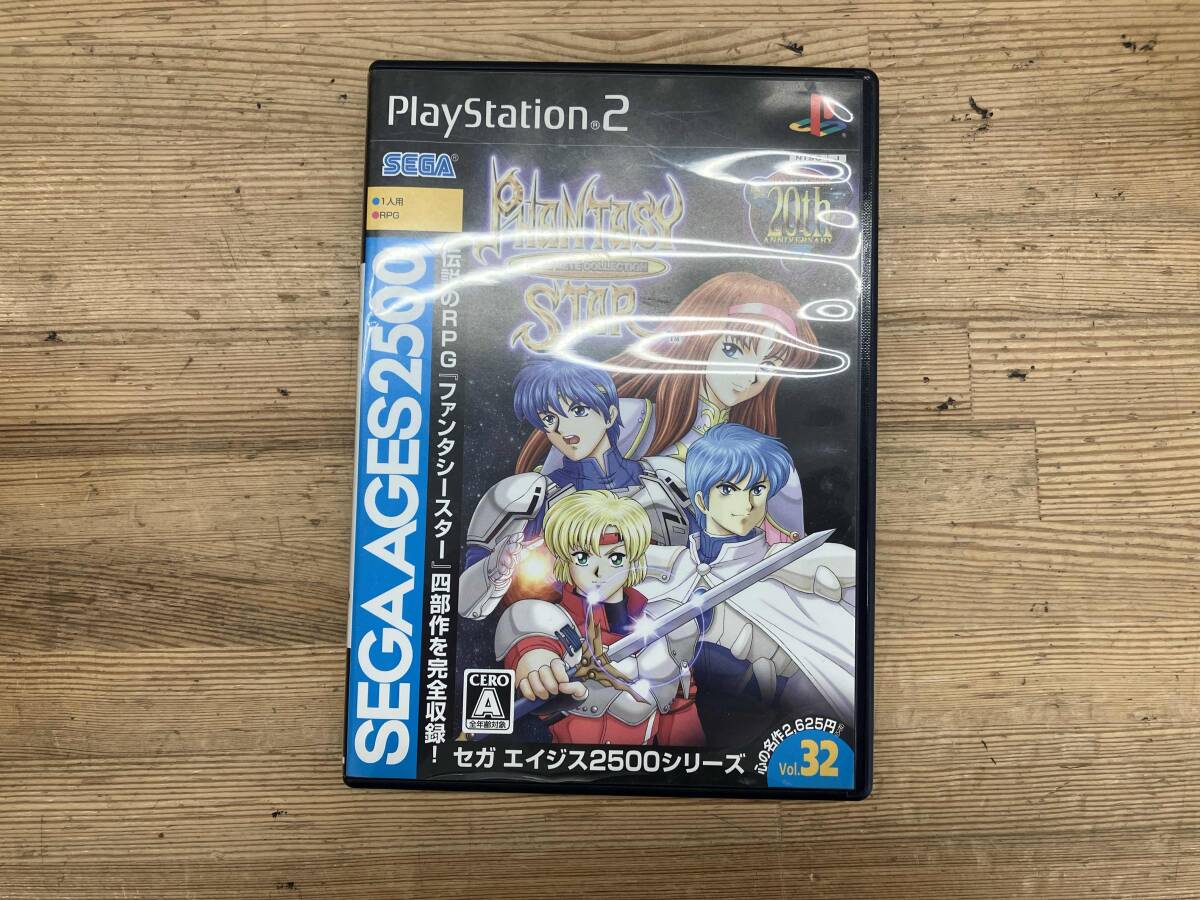 PlayStation®2
SEGA®
NTSC J
●1人用
●RPG
PHANTASY
COLLECTION
STAR
TM
20th
ANNIVERSARY
SEGA AGES 2500
伝説のRPG『ファンタシースター』四部作を完全収録!
CERO
A
全年齢対象
セガ エイジス2500シリーズ
心の名作2,625円
Vol.32